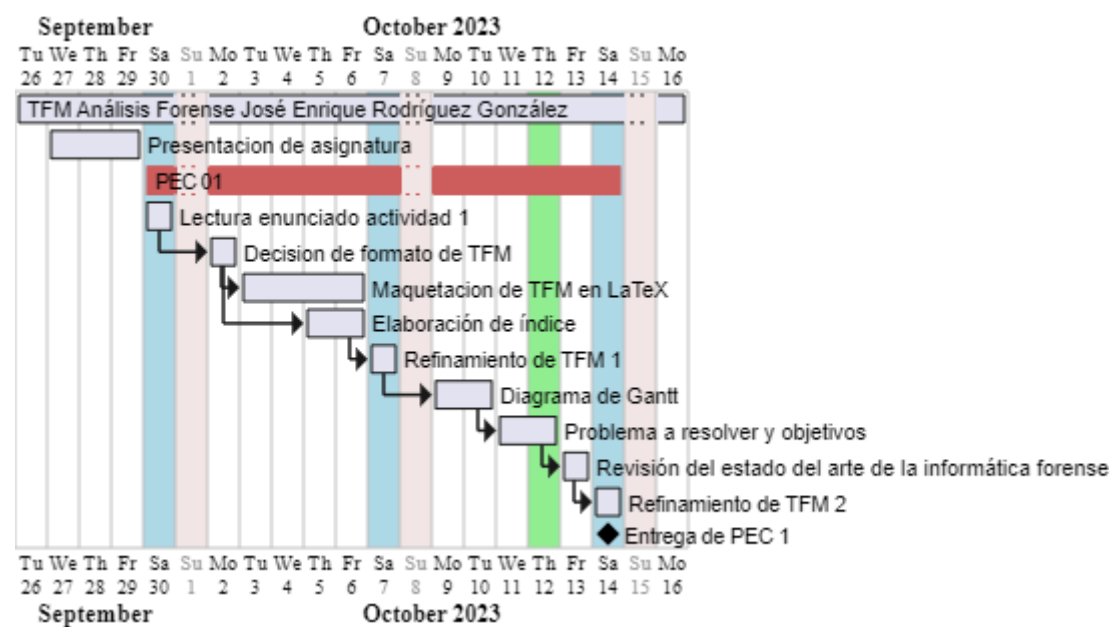 September October 2023
Tu We Th Fr Sa Su Mo Tu We Th Fr Sa Su Mo Tu We Th Fr Sa Su Mo
26 27 28 29 30 1 2 3 4 5 6 7 8 9 10 11 12 13 14 15 16
TFM Análisis Forense José Enrique Rodríguez González
Presentacion de asignatura
PEC 01
Lectura enunciado actividad 1
Decision de formato de TFM
Maquetacion de TFM en LaTeX
Elaboración de índice
Refinamiento de TFM 1
Diagrama de Gantt
Problema a resolver y objetivos
Revisión del estado del arte de la informática forense
Refinamiento de TFM 2
Entrega de PEC 1
Tu We Th Fr Sa Su Mo Tu We Th Fr Sa Su Mo Tu We Th Fr Sa Su Mo
26 27 28 29 30 1 2 3 4 5 6 7 8 9 10 11 12 13 14 15 16
September October 2023